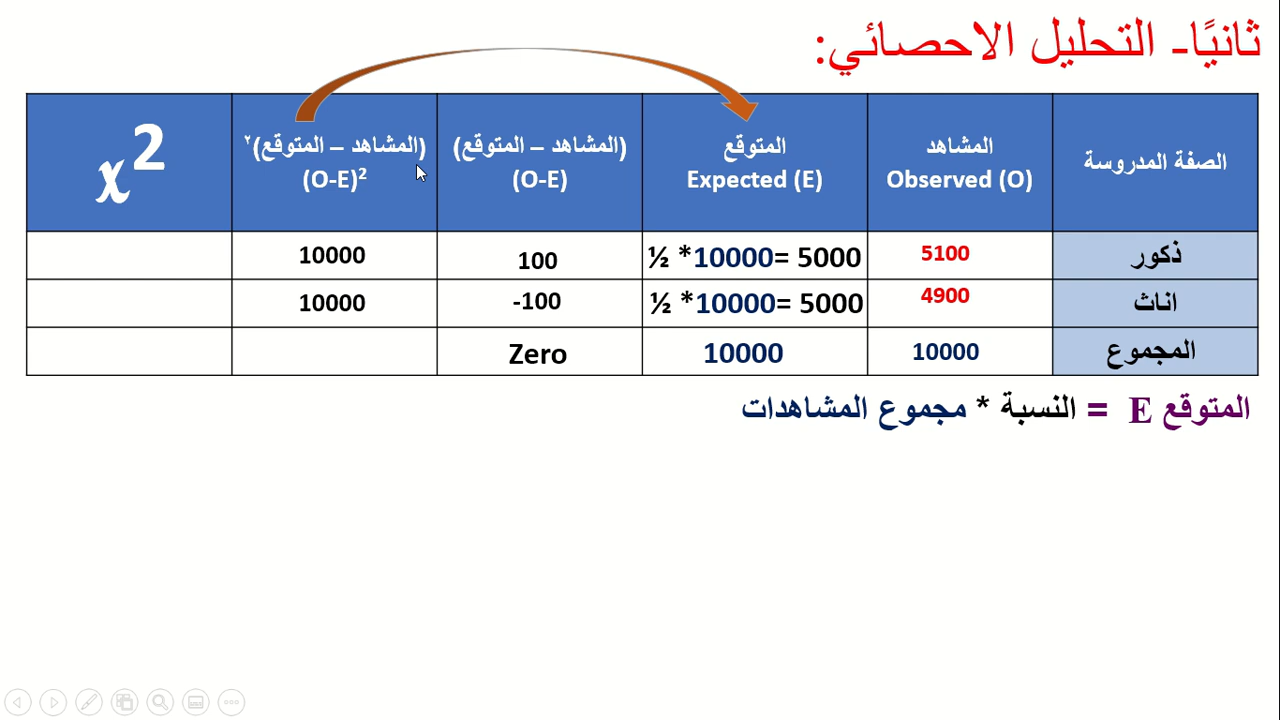 ثانيًا- التحليل الاحصائي:
الصفة المدروسة
المشاهد
Observed (O)
المتوقع
Expected (E)
(المشاهد – المتوقع)
(O-E)
(المشاهد – المتوقع)²
(O-E)²
χ²
ذكور
5100
½ *10000= 5000
100
10000
اناث
4900
½ *10000= 5000
-100
10000
المجموع
10000
10000
Zero
المتوقع E = النسبة * مجموع المشاهدات